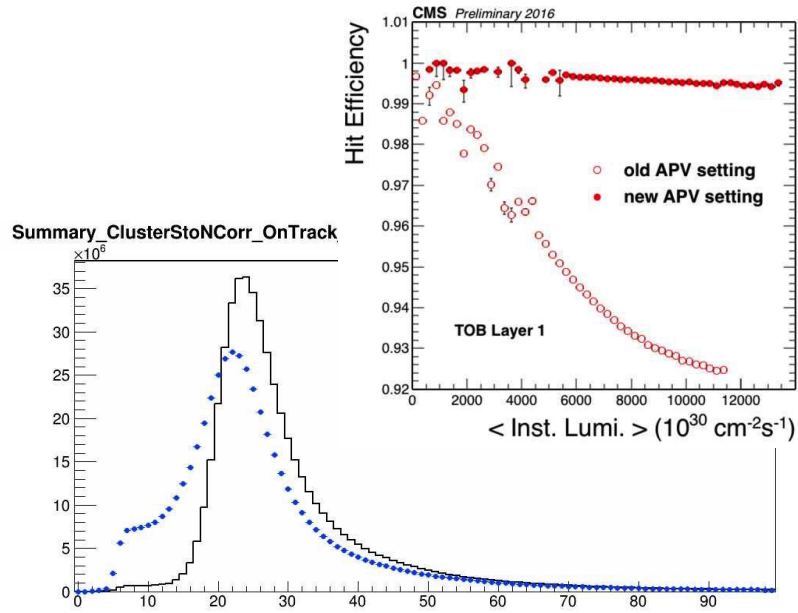 CMS Preliminary 2016
1.01
1
0.99
0.98
0.97
0.96
0.95
0.94
0.93
0.92
Hit Efficiency
old APV setting
new APV setting
TOB Layer 1
0 2000 4000 6000 8000 10000 12000
< Inst. Lumi. > (10³⁰ cm⁻²s⁻¹)
Summary_ClusterStoNCorr_OnTrack_
×10⁶
35
30
25
20
15
10
5
0
0 10 20 30 40 50 60 70 80 90